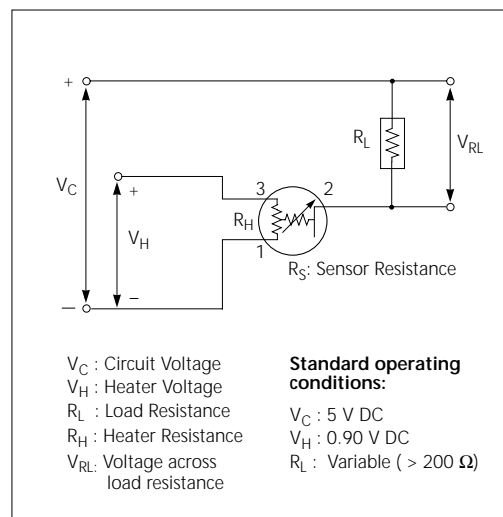 +
R_L
V_RL
V_C
+
3
2
R_H
V_H
1
R_S: Sensor Resistance
−
—
V_C : Circuit Voltage
V_H : Heater Voltage
R_L : Load Resistance
R_H : Heater Resistance
V_RL: Voltage across
load resistance
Standard operating
conditions:
V_C : 5 V DC
V_H : 0.90 V DC
R_L : Variable ( > 200 Ω)